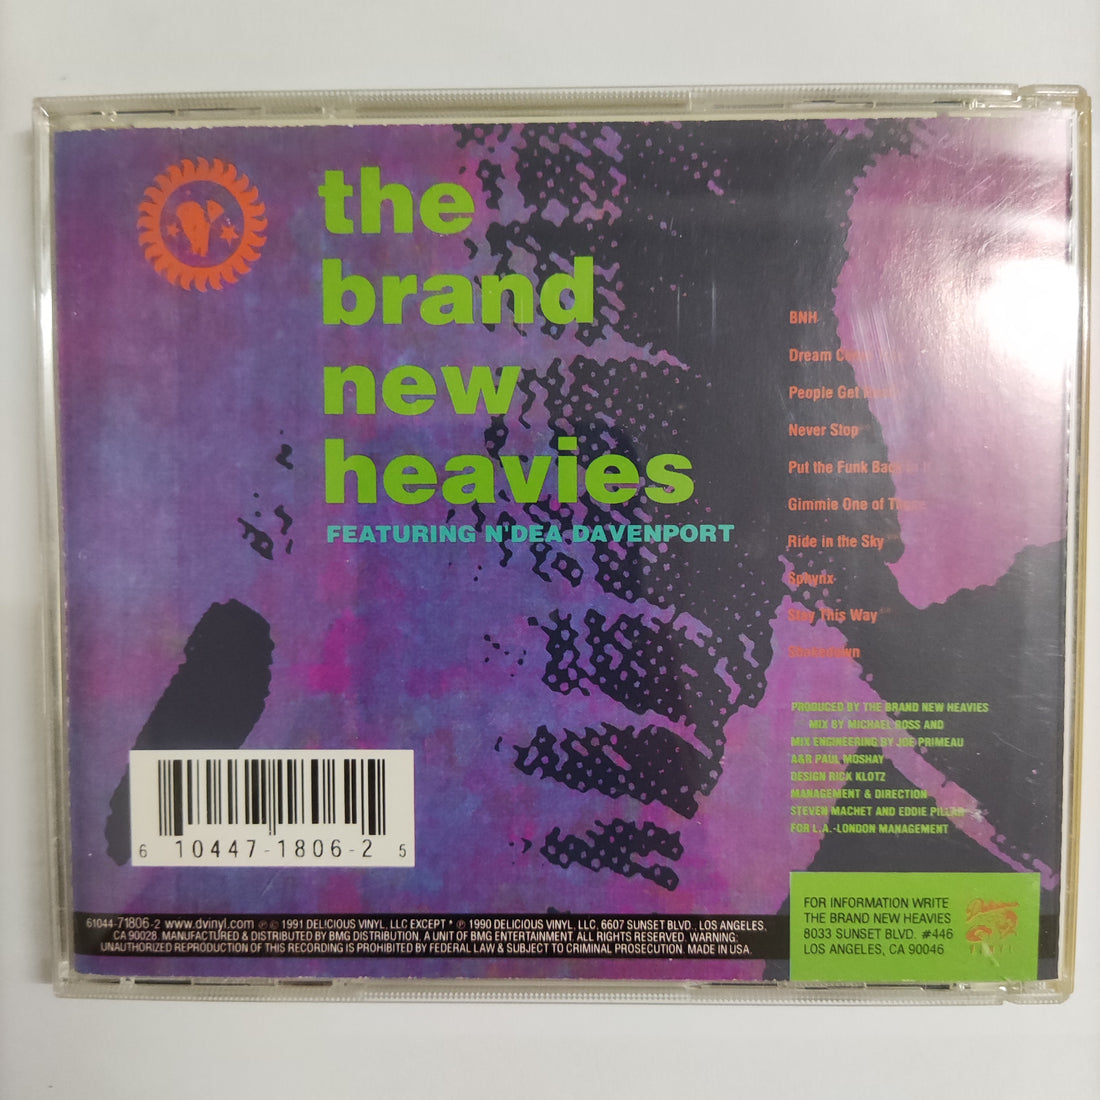 the
brand
new
heavies
FEATURING N'DEA DAVENPORT
BNH
Dream
People Get
Never Stop
Put the Funk Back
Gimmie One of
Ride in the Sky
Sphynx
Stay This Way
Shakedown
PRODUCED BY THE BRAND NEW HEAVIES
MIX BY MICHAEL ROSS AND
MIX ENGINEERING BY JOE PRIMEAU
A&R PAUL MOSHAY
DESIGN RICK KLOTZ
MANAGEMENT & DIRECTION
STEVEN MACHET AND EDDIE PILLAR
FOR L.A.-LONDON MANAGEMENT
6 10447-1806-2 5
61044-71806-2 www.dvinyl.com ℗ © 1991 DELICIOUS VINYL, LLC EXCEPT * ℗ 1990 DELICIOUS VINYL, LLC. 6607 SUNSET BLVD., LOS ANGELES,
CA 90028 MANUFACTURED & DISTRIBUTED BY BMG DISTRIBUTION. A UNIT OF BMG ENTERTAINMENT. ALL RIGHTS RESERVED. WARNING:
UNAUTHORIZED REPRODUCTION OF THIS RECORDING IS PROHIBITED BY FEDERAL LAW & SUBJECT TO CRIMINAL PROSECUTION. MADE IN USA.
FOR INFORMATION WRITE
THE BRAND NEW HEAVIES
8033 SUNSET BLVD. #446
LOS ANGELES, CA 90046
Delicious
VINYL